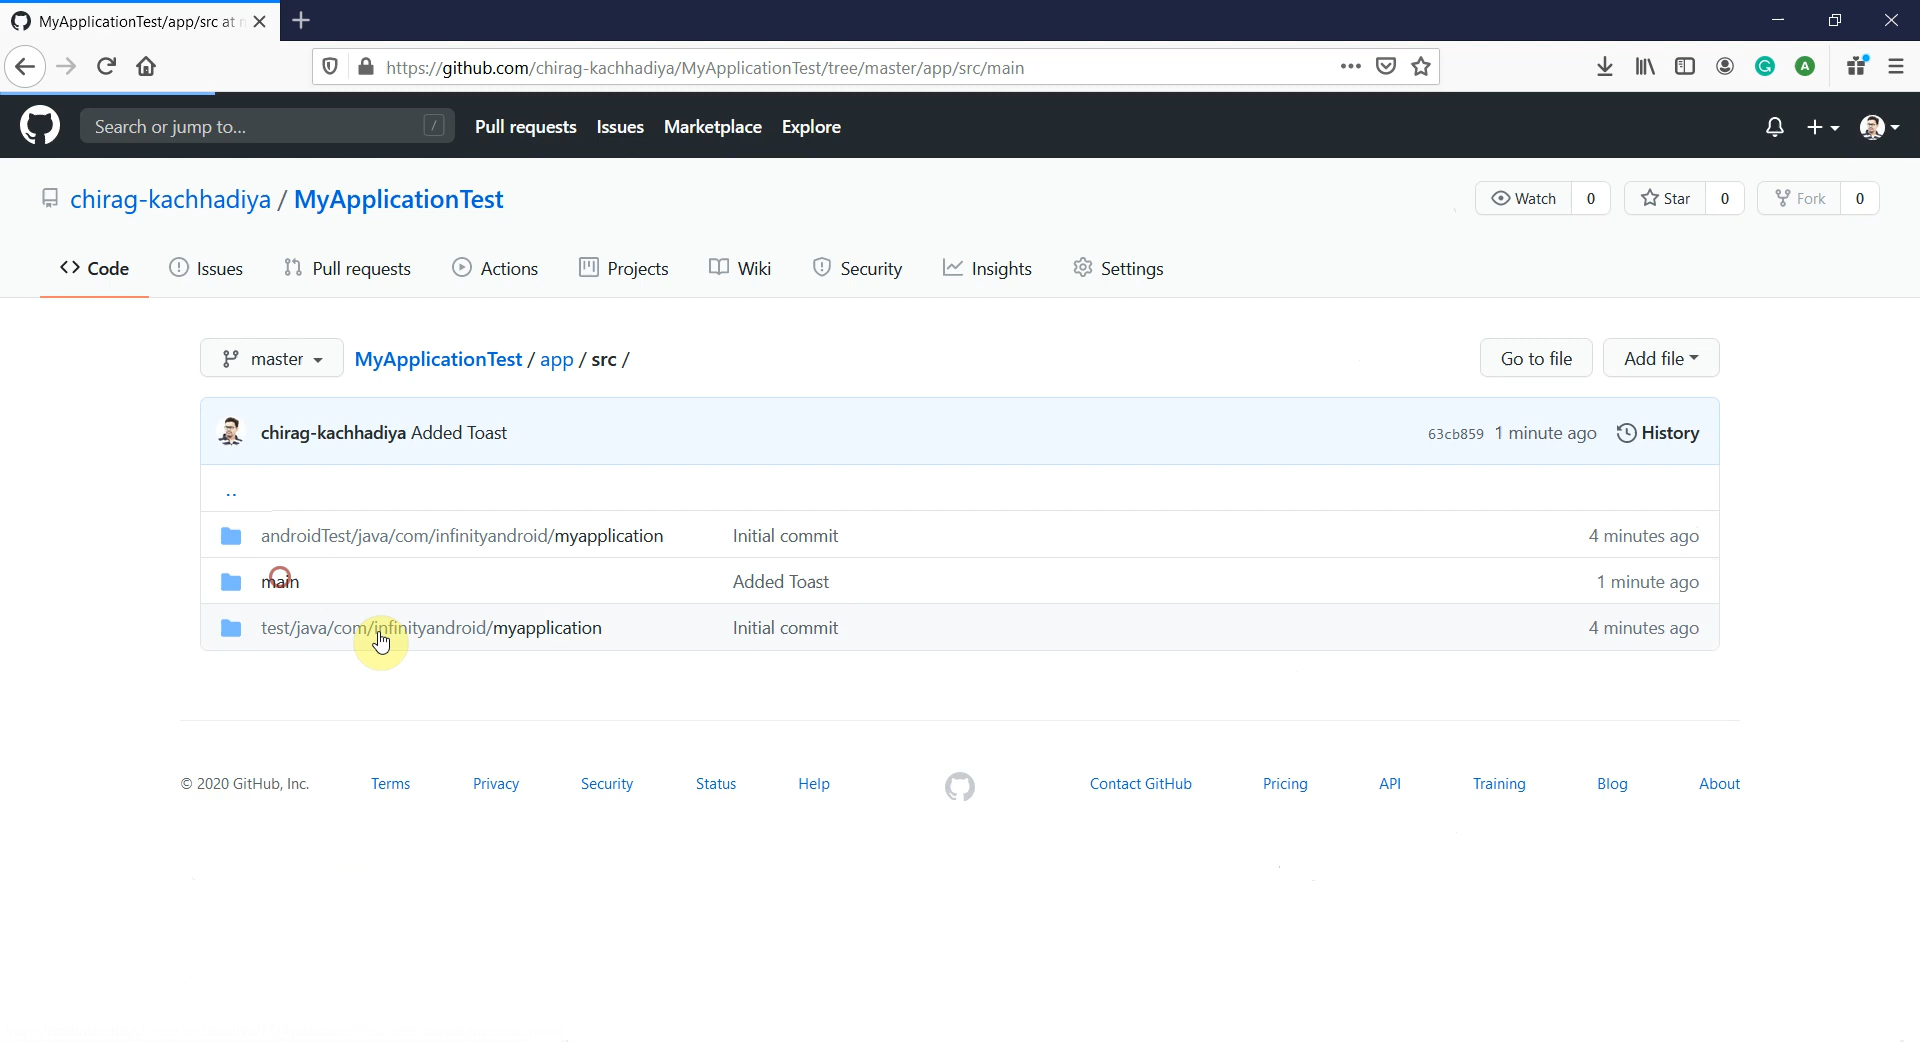 MyApplicationTest/app/src at
https://github.com/chirag-kachhadiya/MyApplicationTest/tree/master/app/src/main
A
Search or jump to...
/
Pull requests
Issues
Marketplace
Explore
chirag-kachhadiya / MyApplicationTest
Watch 0
Star 0
Fork 0
Code
Issues
Pull requests
Actions
Projects
Wiki
Security
Insights
Settings
master
MyApplicationTest / app / src /
Go to file
Add file
chirag-kachhadiya Added Toast
63cb859 1 minute ago
History
..
androidTest/java/com/infinityandroid/myapplication Initial commit 4 minutes ago
main Added Toast 1 minute ago
test/java/com/infinityandroid/myapplication Initial commit 4 minutes ago
© 2020 GitHub, Inc. Terms Privacy Security Status Help Contact GitHub Pricing API Training Blog About